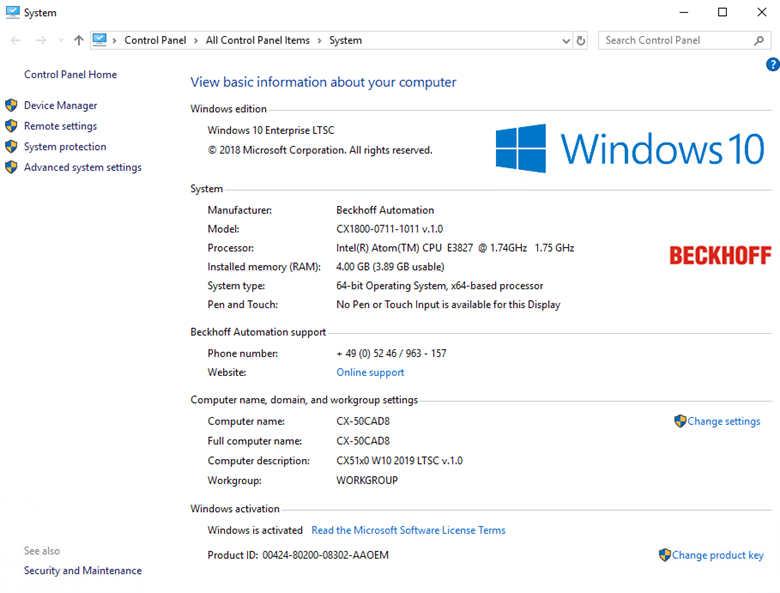 System
Control Panel > All Control Panel Items > System
Search Control Panel
?
Control Panel Home
Device Manager
Remote settings
System protection
Advanced system settings
See also
Security and Maintenance
View basic information about your computer
Windows edition
Windows 10 Enterprise LTSC
© 2018 Microsoft Corporation. All rights reserved.
Windows 10
System
Manufacturer: Beckhoff Automation
Model: CX1800-0711-1011 v.1.0
Processor: Intel(R) Atom(TM) CPU E3827 @ 1.74GHz 1.75 GHz
Installed memory (RAM): 4.00 GB (3.89 GB usable)
System type: 64-bit Operating System, x64-based processor
Pen and Touch: No Pen or Touch Input is available for this Display
BECKHOFF
Beckhoff Automation support
Phone number: + 49 (0) 52 46 / 963 - 157
Website: Online support
Computer name, domain, and workgroup settings
Computer name: CX-50CAD8
Change settings
Full computer name: CX-50CAD8
Computer description: CX51x0 W10 2019 LTSC v.1.0
Workgroup: WORKGROUP
Windows activation
Windows is activated Read the Microsoft Software License Terms
Product ID: 00424-80200-08302-AAOEM
Change product key